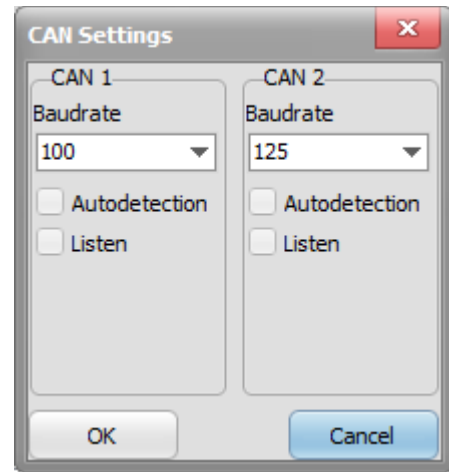 CAN Settings
CAN 1
Baudrate
100
Autodetection
Listen
CAN 2
Baudrate
125
Autodetection
Listen
OK
Cancel